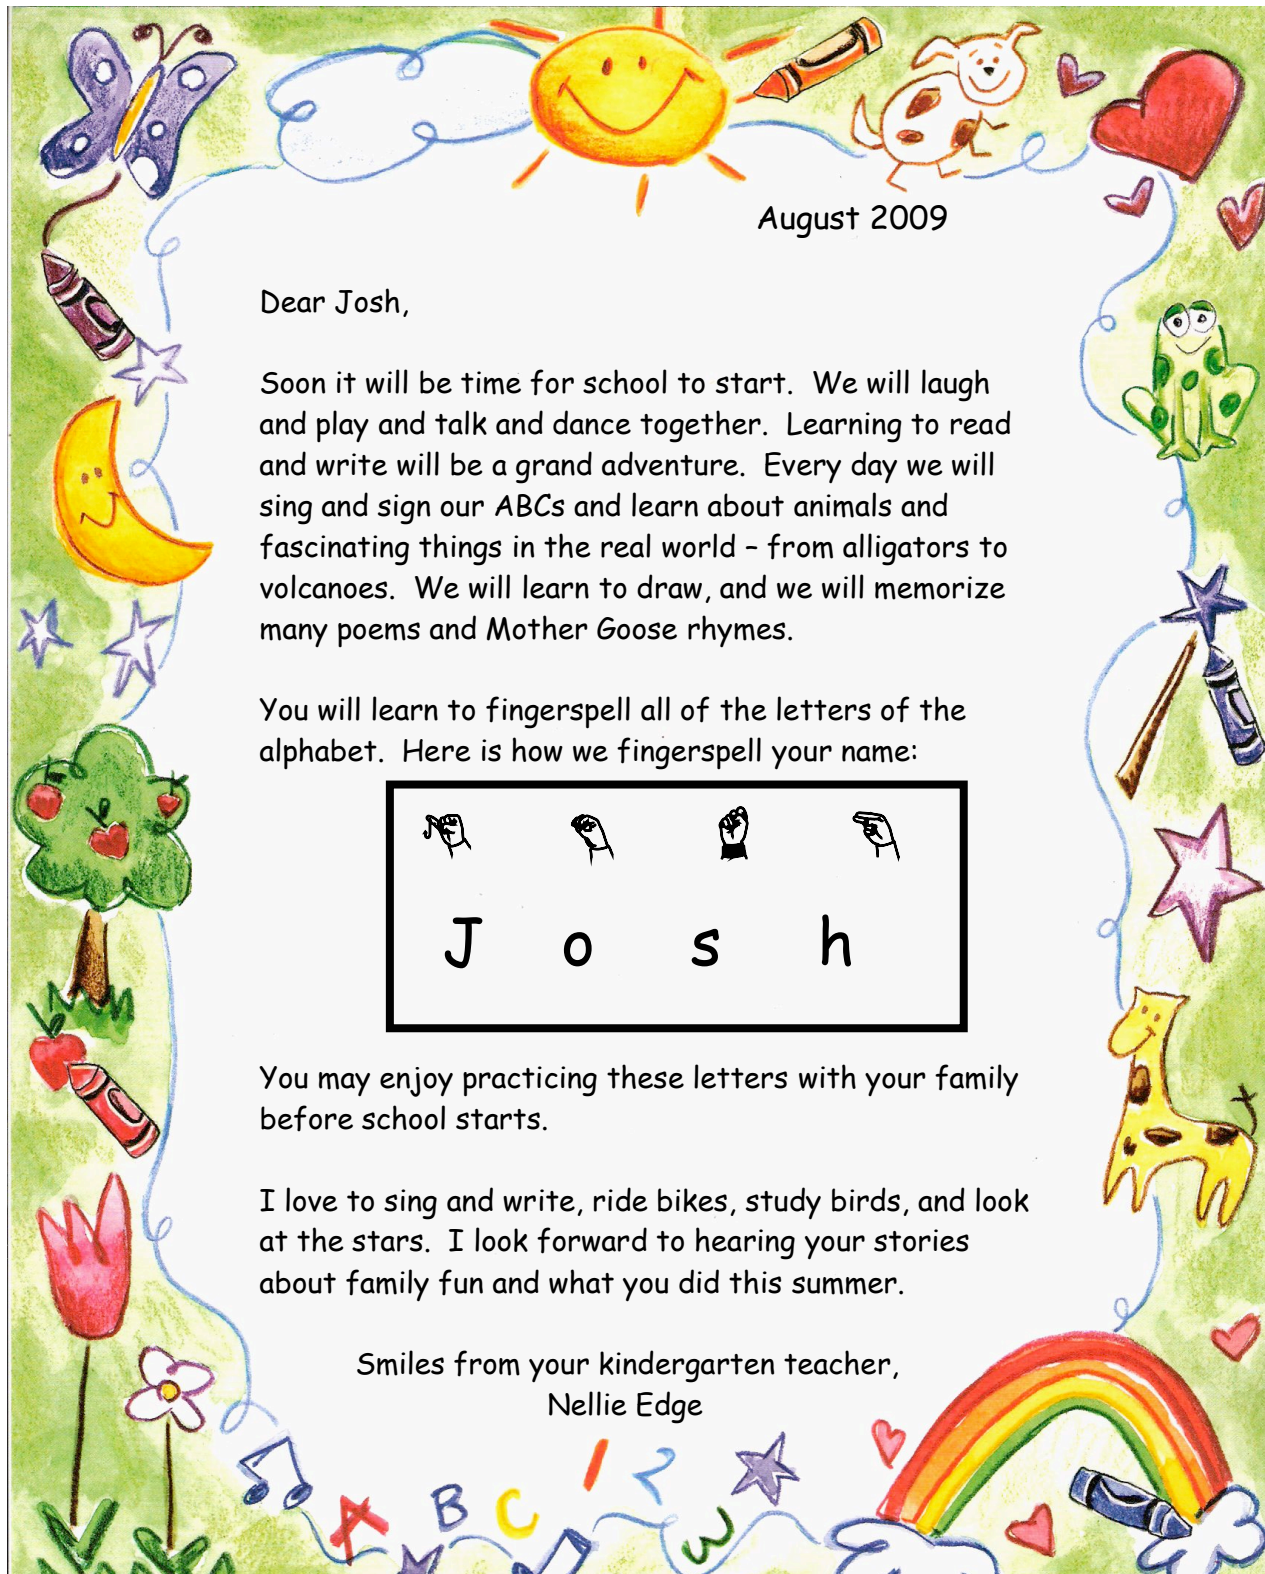 August 2009
Dear Josh,
Soon it will be time for school to start.  We will laugh
and play and talk and dance together.  Learning to read
and write will be a grand adventure.  Every day we will
sing and sign our ABCs and learn about animals and
fascinating things in the real world – from alligators to
volcanoes.  We will learn to draw, and we will memorize
many poems and Mother Goose rhymes.
You will learn to fingerspell all of the letters of the
alphabet.  Here is how we fingerspell your name:
J o s h
You may enjoy practicing these letters with your family
before school starts.
I love to sing and write, ride bikes, study birds, and look
at the stars.  I look forward to hearing your stories
about family fun and what you did this summer.
Smiles from your kindergarten teacher,
Nellie Edge
A B C 1 2 3